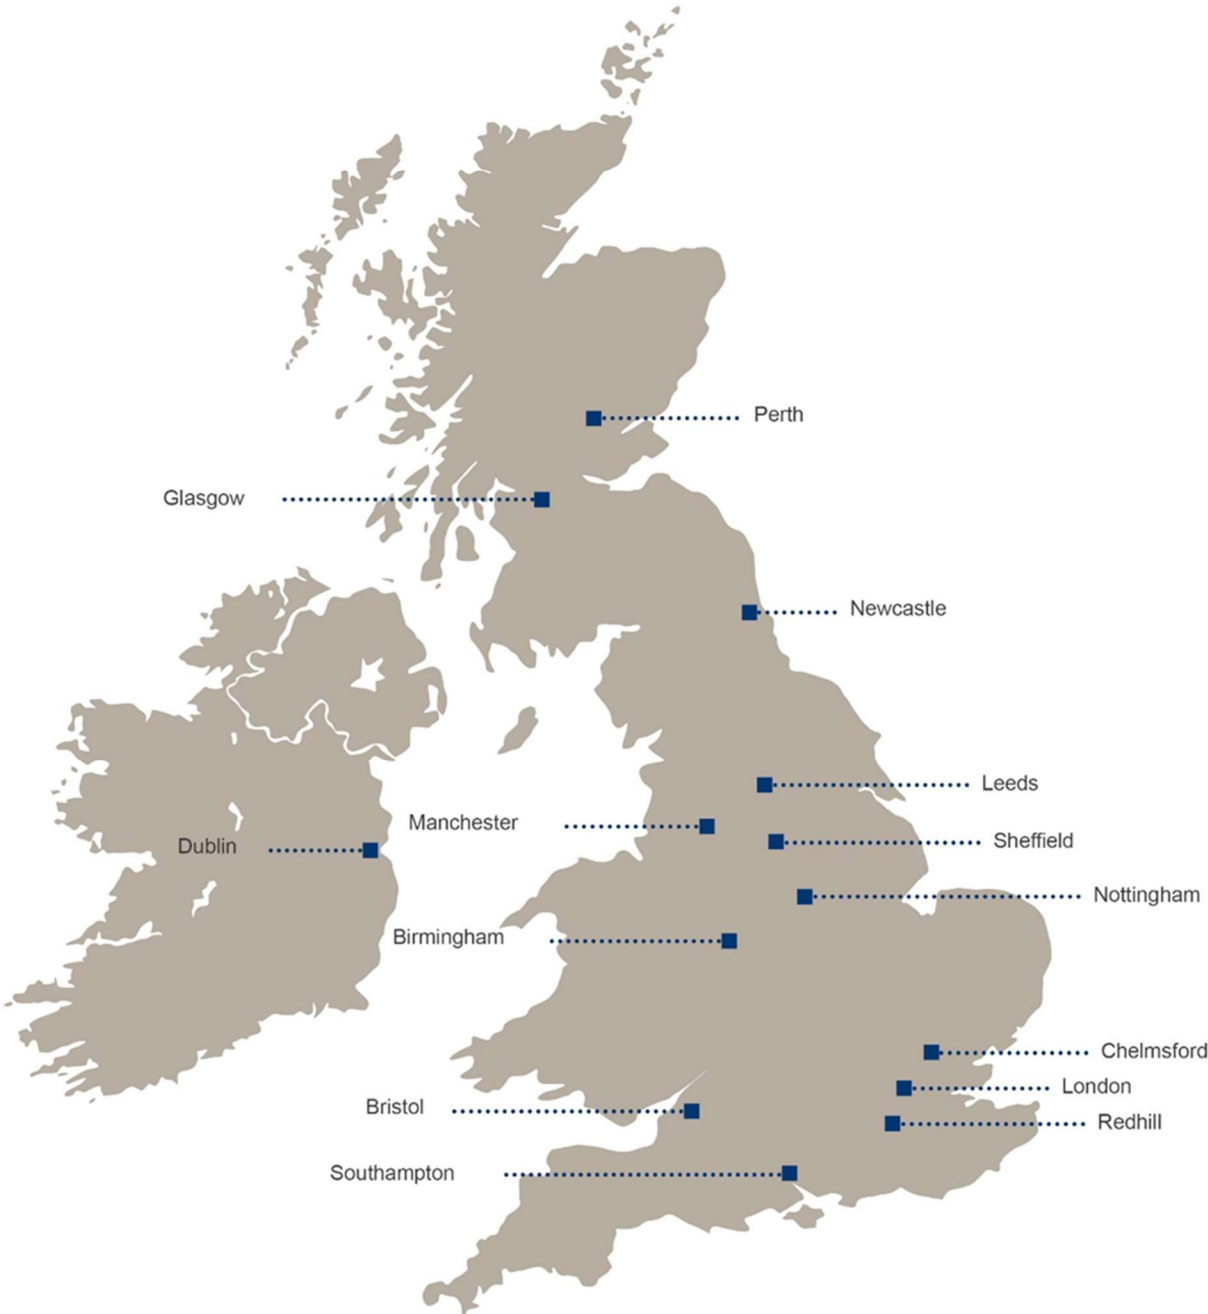 Perth
Glasgow
Newcastle
Leeds
Manchester
Sheffield
Dublin
Nottingham
Birmingham
Chelmsford
London
Bristol
Redhill
Southampton